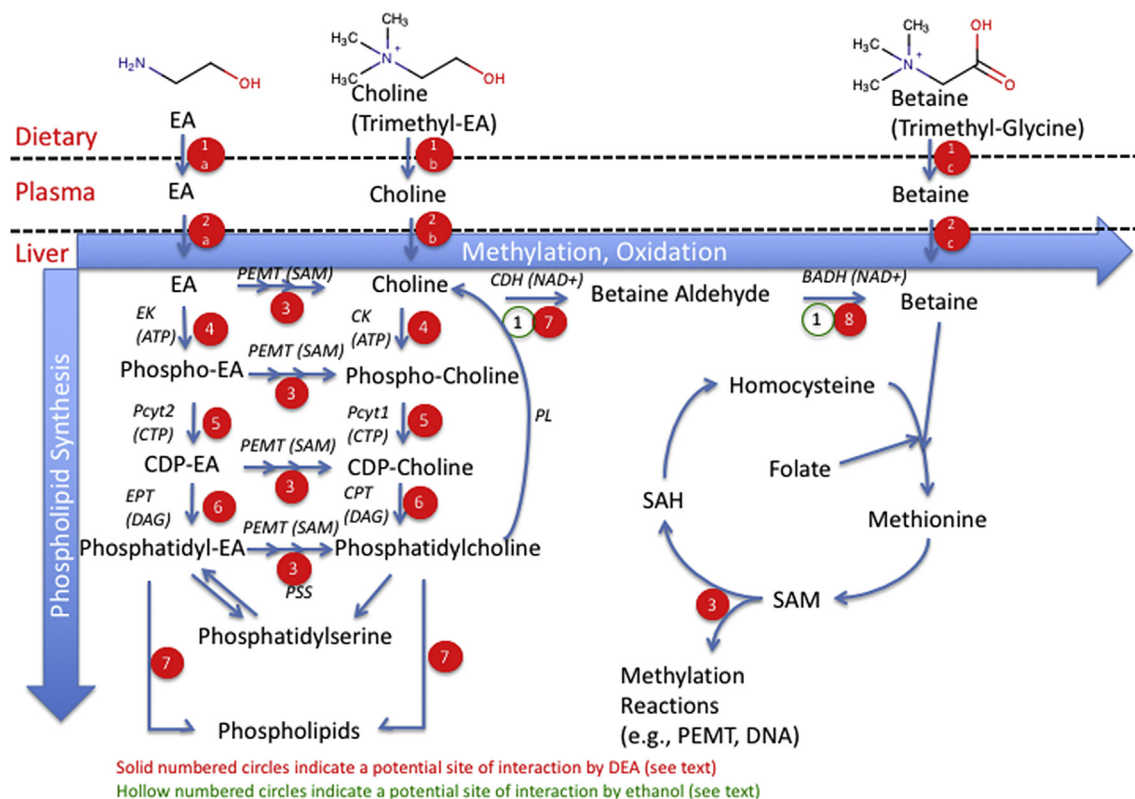 CH₃
H₃C
CH₃
OH
H₂N
OH
H₃C
N⁺
OH
H₃C
N⁺
H₃C
H₃C
O
EA
Choline
(Trimethyl-EA)
Betaine
(Trimethyl-Glycine)
Dietary
1a
1b
1c
Plasma
EA
Choline
Betaine
2a
2b
2c
Liver
Methylation, Oxidation
EA
PEMT (SAM)
3
Choline
CDH (NAD+)
1
7
Betaine Aldehyde
BADH (NAD+)
1
8
Betaine
EK
(ATP)
4
CK
(ATP)
4
Phospho-EA
PEMT (SAM)
3
Phospho-Choline
Homocysteine
Pcyt2
(CTP)
5
Pcyt1
(CTP)
5
PL
CDP-EA
PEMT (SAM)
3
CDP-Choline
Folate
EPT
(DAG)
6
CPT
(DAG)
6
SAH
Methionine
Phosphatidyl-EA
PEMT (SAM)
3
Phosphatidylcholine
PSS
SAM
3
Phosphatidylserine
7
7
Methylation
Reactions
(e.g., PEMT, DNA)
Phospholipids
Phospholipid Synthesis
Solid numbered circles indicate a potential site of interaction by DEA (see text)
Hollow numbered circles indicate a potential site of interaction by ethanol (see text)